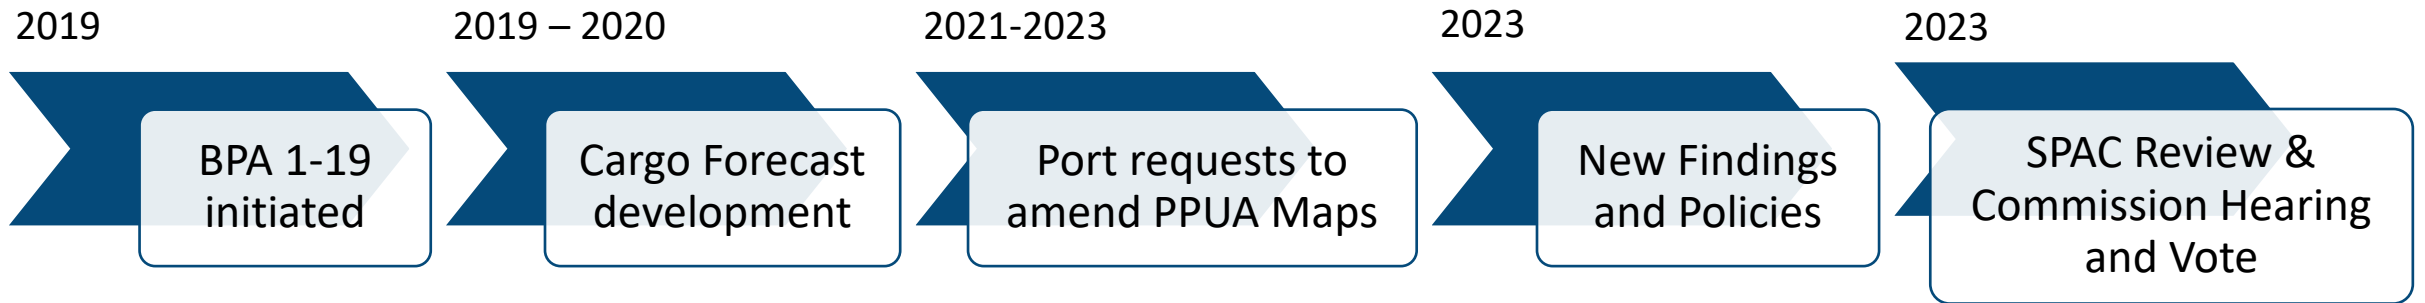 2019
BPA 1-19
initiated
2019 – 2020
Cargo Forecast
development
2021-2023
Port requests to
amend PPUA Maps
2023
New Findings
and Policies
2023
SPAC Review &
Commission Hearing
and Vote